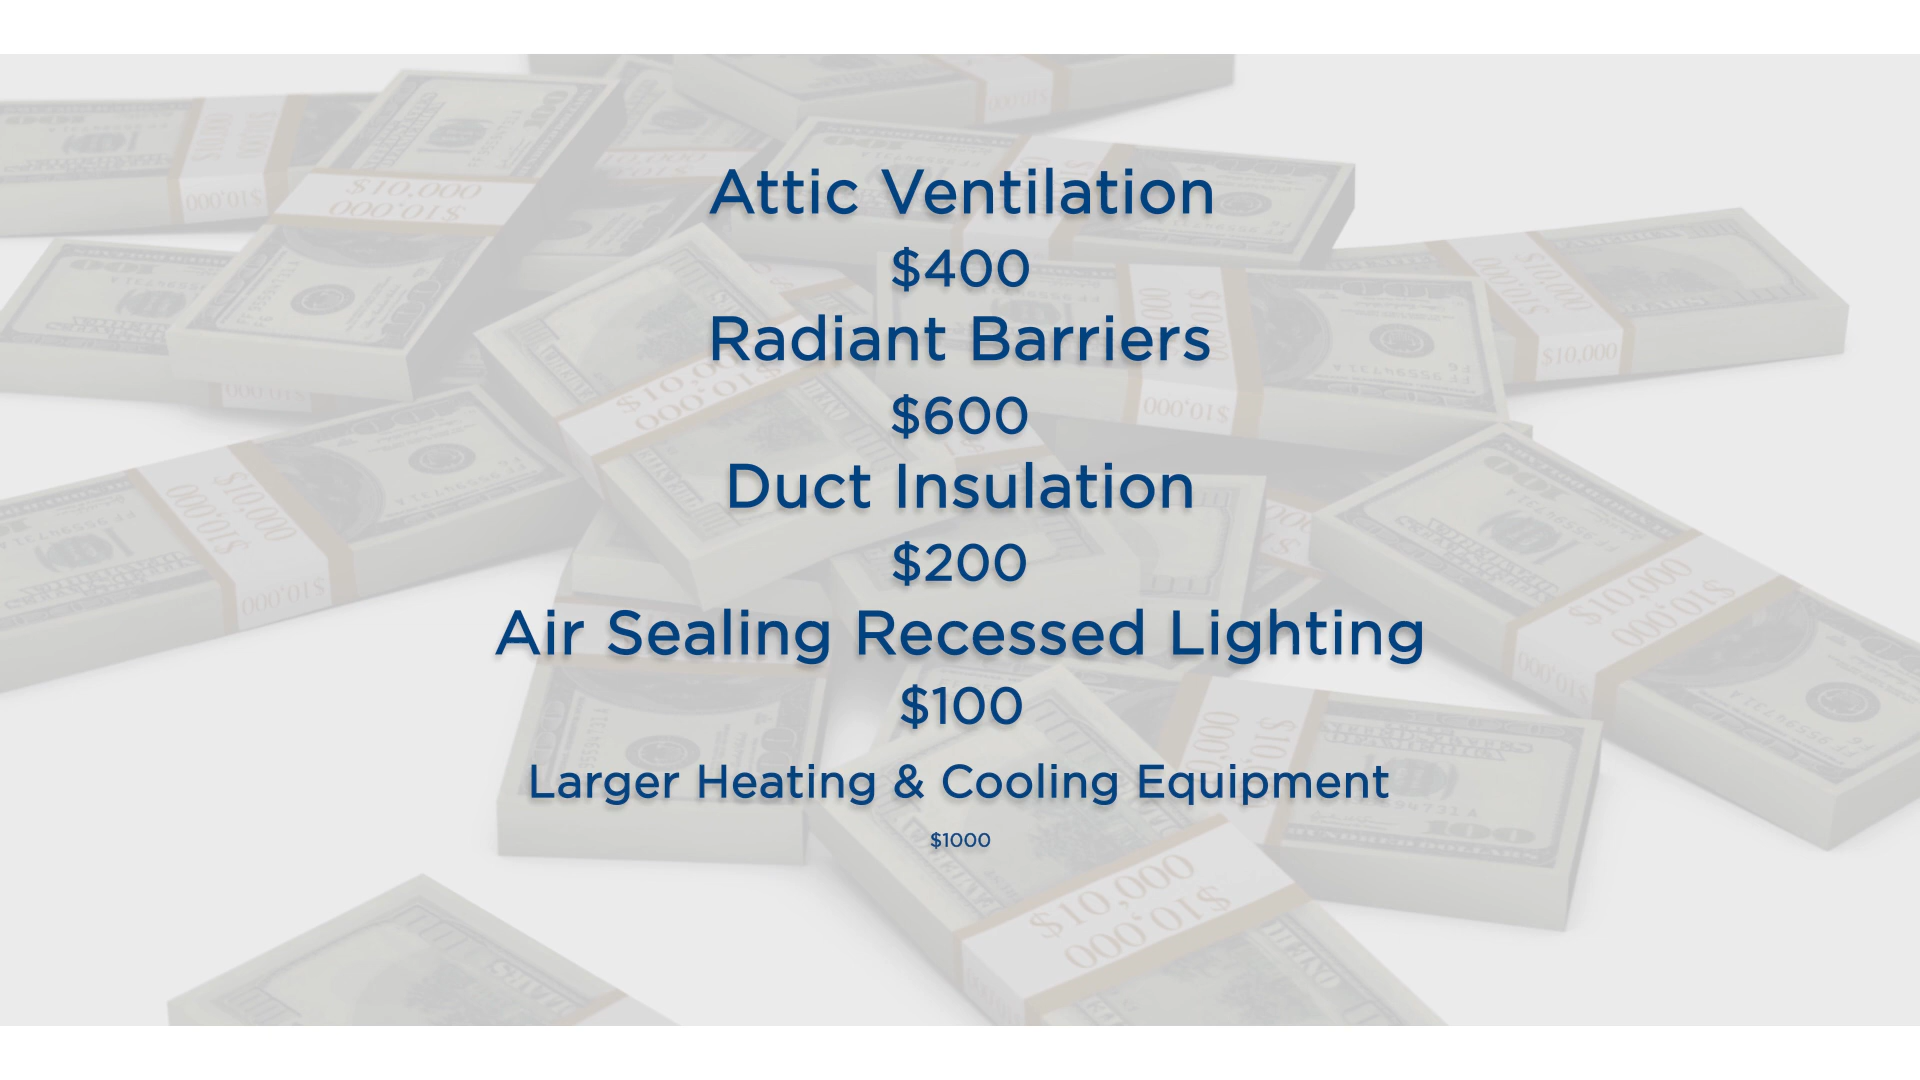 Attic Ventilation
$400
Radiant Barriers
$600
Duct Insulation
$200
Air Sealing Recessed Lighting
$100
Larger Heating & Cooling Equipment
$1000